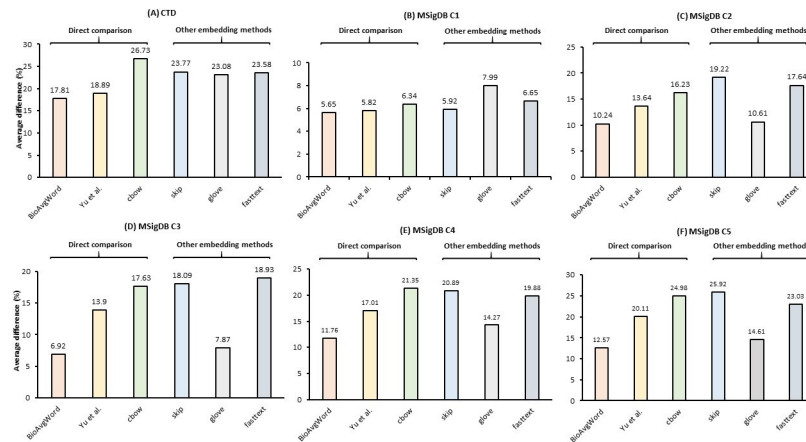 (A) CTD
Direct comparison
Other embedding methods
Average difference (%)
30
25
20
15
10
5
0
17.81
18.89
26.73
23.77
23.08
23.58
BioAvgWord
Yu et al.
cbow
skip
glove
fasttext
(B) MSigDB C1
Direct comparison
Other embedding methods
10
8
6
4
2
0
5.65
5.82
6.34
5.92
7.99
6.65
BioAvgWord
Yu et al.
cbow
skip
glove
fasttext
(C) MSigDB C2
Direct comparison
Other embedding methods
25
20
15
10
5
0
10.24
13.64
16.23
19.22
10.61
17.64
BioAvgWord
Yu et al.
cbow
skip
glove
fasttext
(D) MSigDB C3
Direct comparison
Other embedding methods
Average difference (%)
20
15
10
5
0
6.92
13.9
17.63
18.09
7.87
18.93
BioAvgWord
Yu et al.
cbow
skip
glove
fasttext
(E) MSigDB C4
Direct comparison
Other embedding methods
25
20
15
10
5
0
11.76
17.01
21.35
20.89
14.27
19.88
BioAvgWord
Yu et al.
cbow
skip
glove
fasttext
(F) MSigDB C5
Direct comparison
Other embedding methods
30
25
20
15
10
5
0
12.57
20.11
24.98
25.92
14.61
23.03
BioAvgWord
Yu et al.
cbow
skip
glove
fasttext